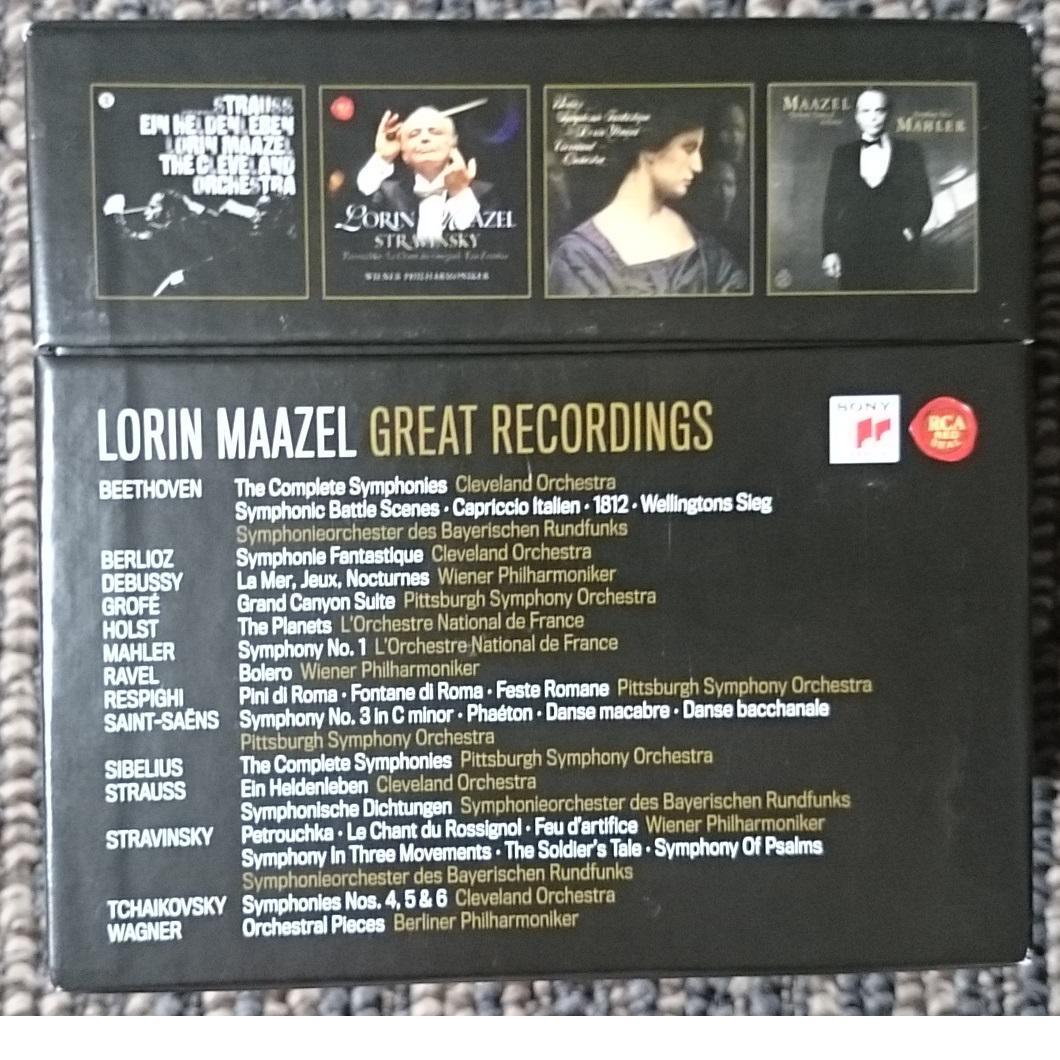 STRAUSS
EIN HELDENLEBEN
LORIN MAAZEL
THE CLEVELAND
ORCHESTRA
LORIN MAAZEL
STRAVINSKY
WIENER PHILHARMONIKER
MAAZEL
MAHLER
LORIN MAAZEL GREAT RECORDINGS
SONY
RCA
RED
SEAL
BEETHOVEN The Complete Symphonies Cleveland Orchestra
Symphonic Battle Scenes · Capriccio Italien · 1812 · Wellingtons Sieg
Symphonieorchester des Bayerischen Rundfunks
BERLIOZ Symphonie Fantastique Cleveland Orchestra
DEBUSSY La Mer, Jeux, Nocturnes Wiener Philharmoniker
GROFÉ Grand Canyon Suite Pittsburgh Symphony Orchestra
HOLST The Planets L'Orchestre National de France
MAHLER Symphony No. 1 L'Orchestre National de France
RAVEL Bolero Wiener Philharmoniker
RESPIGHI Pini di Roma · Fontane di Roma · Feste Romane Pittsburgh Symphony Orchestra
SAINT-SAËNS Symphony No. 3 in C minor · Phaéton · Danse macabre · Danse bacchanale
Pittsburgh Symphony Orchestra
SIBELIUS The Complete Symphonies Pittsburgh Symphony Orchestra
STRAUSS Ein Heldenleben Cleveland Orchestra
Symphonische Dichtungen Symphonieorchester des Bayerischen Rundfunks
STRAVINSKY Petrouchka · Le Chant du Rossignol · Feu d'artifice Wiener Philharmoniker
Symphony In Three Movements · The Soldier's Tale · Symphony Of Psalms
Symphonieorchester des Bayerischen Rundfunks
TCHAIKOVSKY Symphonies Nos. 4, 5 & 6 Cleveland Orchestra
WAGNER Orchestral Pieces Berliner Philharmoniker